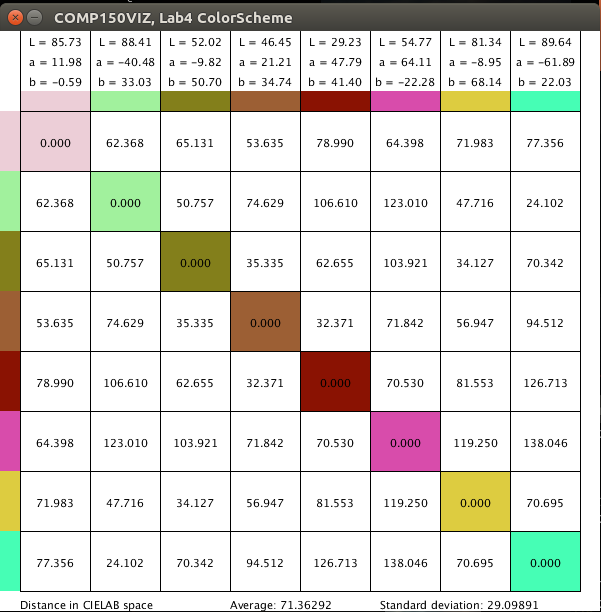 COMP150VIZ, Lab4 ColorScheme
L = 85.73 L = 88.41 L = 52.02 L = 46.45 L = 29.23 L = 54.77 L = 81.34 L = 89.64
a = 11.98 a = -40.48 a = -9.82 a = 21.21 a = 47.79 a = 64.11 a = -8.95 a = -61.89
b = -0.59 b = 33.03 b = 50.70 b = 34.74 b = 41.40 b = -22.28 b = 68.14 b = 22.03
0.000 62.368 65.131 53.635 78.990 64.398 71.983 77.356
62.368 0.000 50.757 74.629 106.610 123.010 47.716 24.102
65.131 50.757 0.000 35.335 62.655 103.921 34.127 70.342
53.635 74.629 35.335 0.000 32.371 71.842 56.947 94.512
78.990 106.610 62.655 32.371 0.000 70.530 81.553 126.713
64.398 123.010 103.921 71.842 70.530 0.000 119.250 138.046
71.983 47.716 34.127 56.947 81.553 119.250 0.000 70.695
77.356 24.102 70.342 94.512 126.713 138.046 70.695 0.000
Distance in CIELAB space Average: 71.36292 Standard deviation: 29.09891